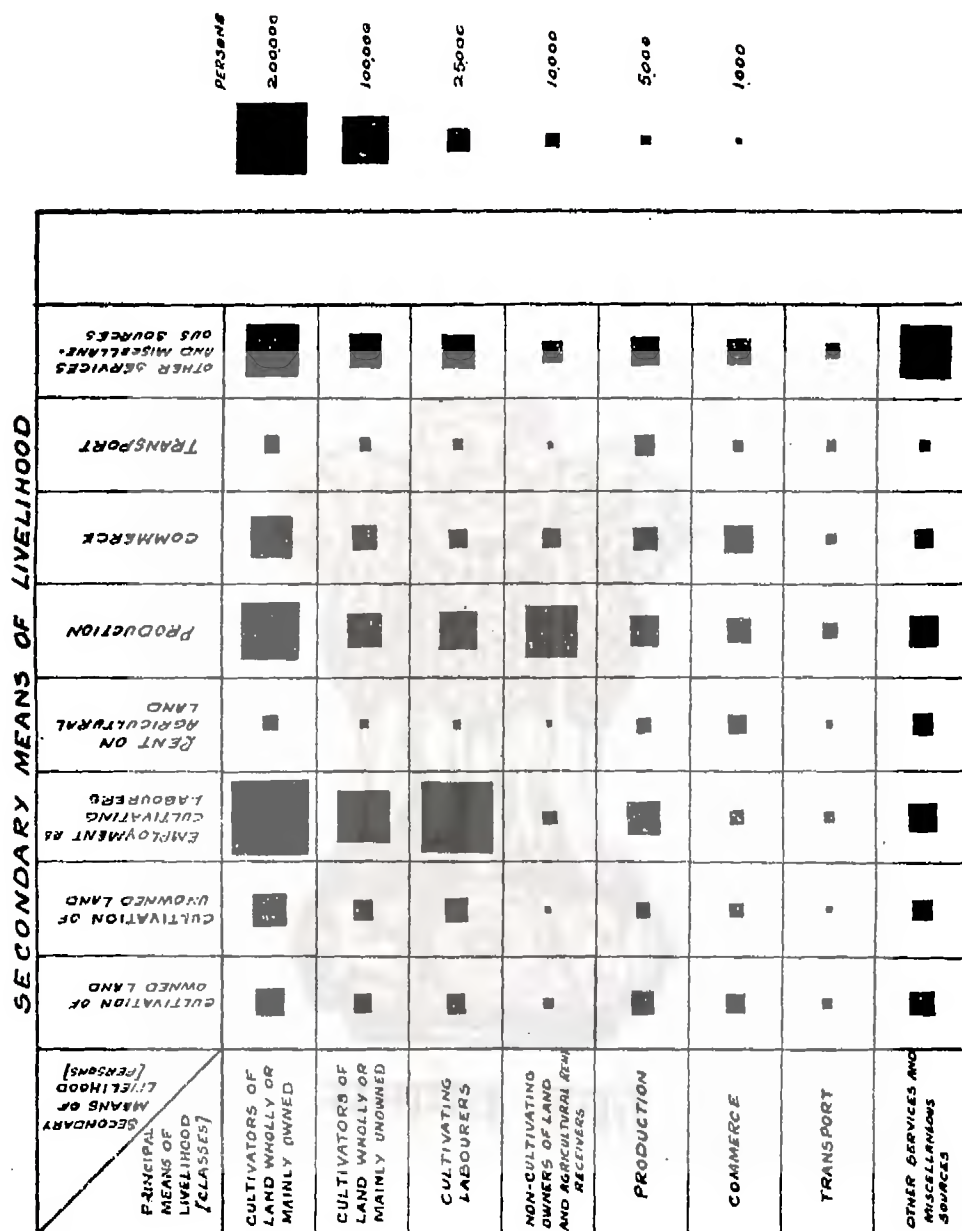 SECONDARY MEANS OF LIVELIHOOD
PERSONS
200,000
100,000
25,000
10,000
5,000
1,000
SECONDARY
MEANS OF
LIVELIHOOD
[PERSONS]
PRINCIPAL
MEANS OF
LIVELIHOOD
[CLASSES]
CULTIVATION OF
OWNED LAND
CULTIVATION OF
UNOWNED LAND
EMPLOYMENT AS
CULTIVATING
LABOURERS
RENT ON
AGRICULTURAL
LAND
PRODUCTION
COMMERCE
TRANSPORT
OTHER SERVICES
AND MISCELLANE-
OUS SOURCES
CULTIVATORS OF
LAND WHOLLY OR
MAINLY OWNED
CULTIVATORS OF
LAND WHOLLY OR
MAINLY UNOWNED
CULTIVATING
LABOURERS
NON-CULTIVATING
OWNERS OF LAND
AND AGRICULTURAL RENT
RECEIVERS
PRODUCTION
COMMERCE
TRANSPORT
OTHER SERVICES AND
MISCELLANEOUS
SOURCES